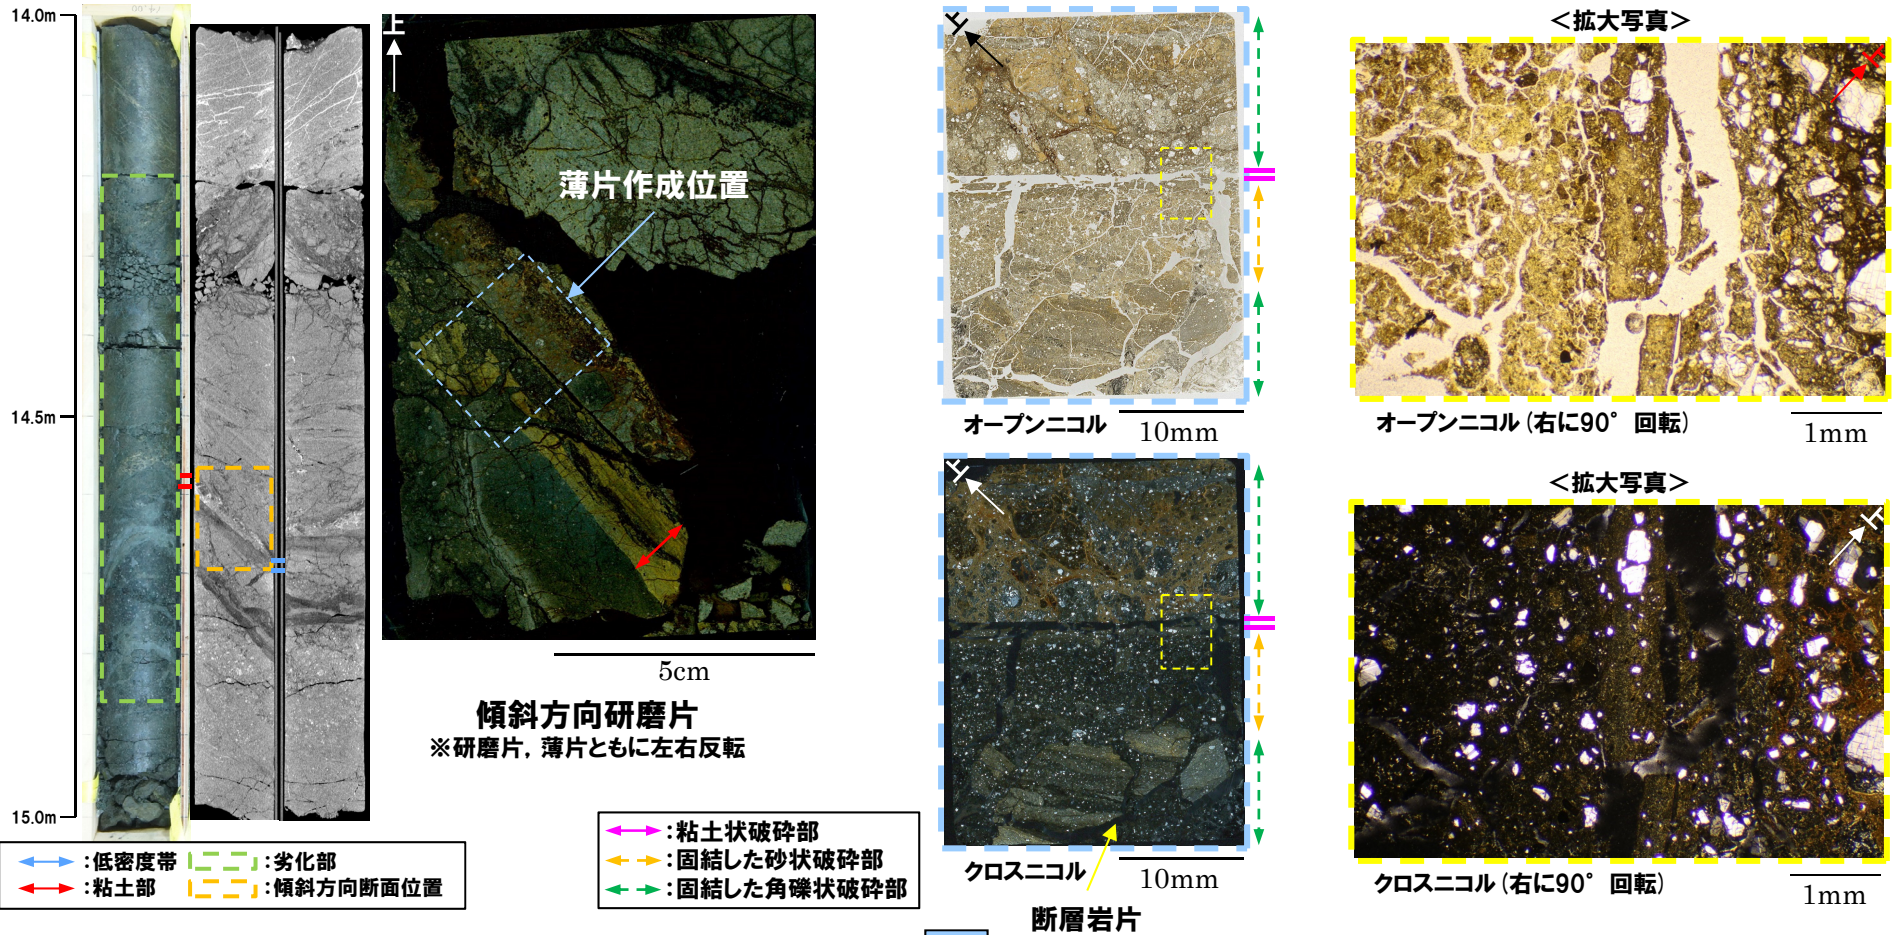 14.0m
14.5m
15.0m
上
薄片作成位置
5cm
傾斜方向研磨片
※研磨片，薄片ともに左右反転
:低密度帯
:劣化部
:粘土部
:傾斜方向断面位置
:粘土状破砕部
:固結した砂状破砕部
:固結した角礫状破砕部
上
オープンニコル
10mm
上
クロスニコル
10mm
断層岩片
＜拡大写真＞
上
オープンニコル（右に90°回転）
1mm
＜拡大写真＞
上
クロスニコル（右に90°回転）
1mm